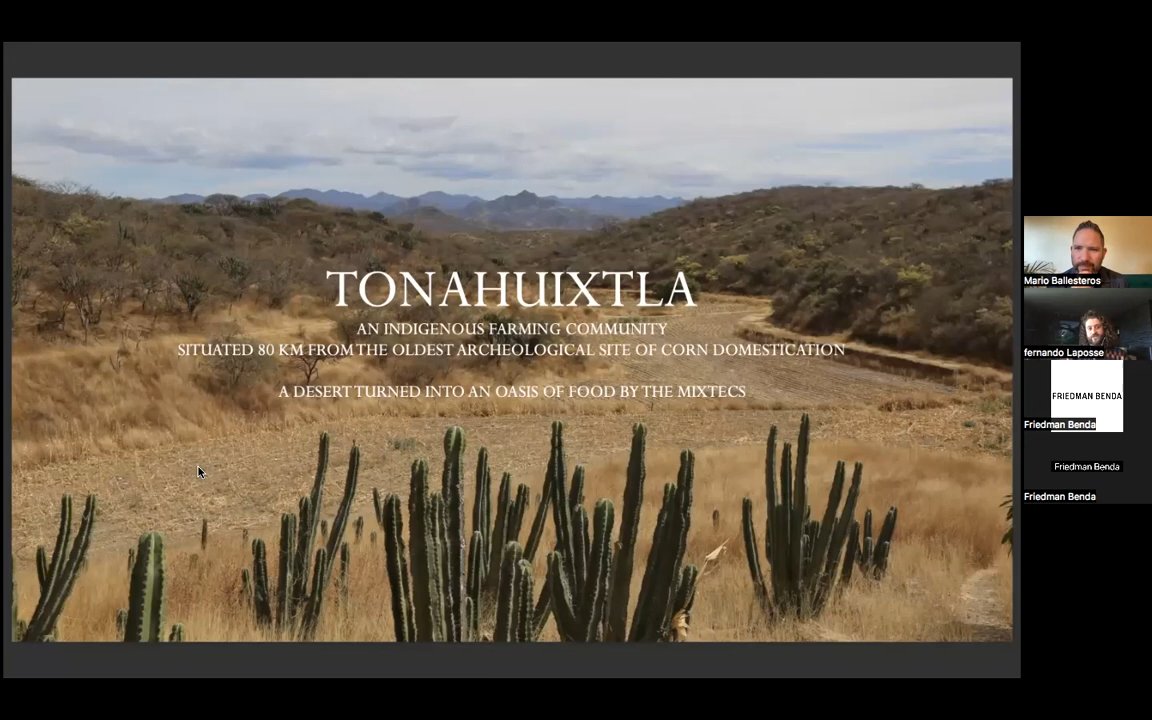 TONAHUIXTLA
AN INDIGENOUS FARMING COMMUNITY
SITUATED 80 KM FROM THE OLDEST ARCHEOLOGICAL SITE OF CORN DOMESTICATION
A DESERT TURNED INTO AN OASIS OF FOOD BY THE MIXTECS
Mario Ballesteros
fernando Laposse
FRIEDMAN BENDA
Friedman Benda
Friedman Benda
Friedman Benda